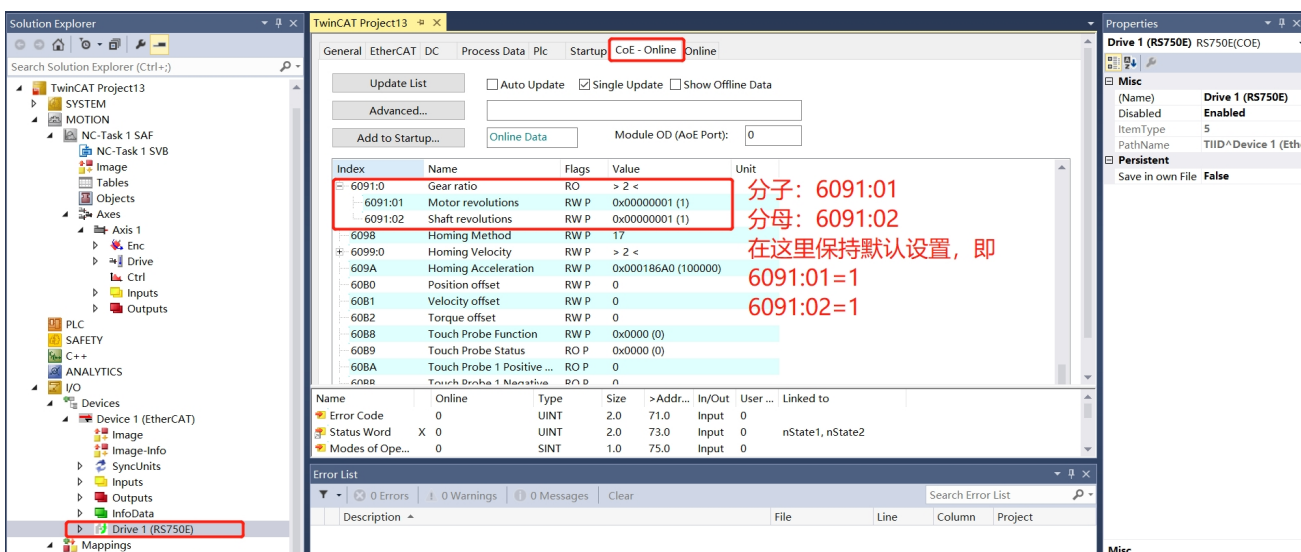 Solution Explorer
Search Solution Explorer (Ctrl+;)
TwinCAT Project13
SYSTEM
MOTION
NC-Task 1 SAF
NC-Task 1 SVB
Image
Tables
Objects
Axes
Axis 1
Enc
Drive
Ctrl
Inputs
Outputs
PLC
SAFETY
C++
ANALYTICS
I/O
Devices
Device 1 (EtherCAT)
Image
Image-Info
SyncUnits
Inputs
Outputs
InfoData
Drive 1 (RS750E)
Mappings
TwinCAT Project13
General EtherCAT DC Process Data Plc Startup CoE - Online Online
Update List Auto Update Single Update Show Offline Data
Advanced...
Add to Startup... Online Data Module OD (AoE Port): 0
Index Name Flags Value Unit
6091:0 Gear ratio RO > 2 <
6091:01 Motor revolutions RW P 0x00000001 (1)
6091:02 Shaft revolutions RW P 0x00000001 (1)
6098 Homing Method RW P 17
6099:0 Homing Velocity RW P > 2 <
609A Homing Acceleration RW P 0x000186A0 (100000)
60B0 Position offset RW P 0
60B1 Velocity offset RW P 0
60B2 Torque offset RW P 0
60B8 Touch Probe Function RW P 0x0000 (0)
60B9 Touch Probe Status RO P 0x0000 (0)
60BA Touch Probe 1 Positive ... RO P 0
60BB Touch Probe 1 Negative RO P 0
分子：6091:01
分母：6091:02
在这里保持默认设置，即
6091:01=1
6091:02=1
Name Online Type Size >Addr... In/Out User ... Linked to
Error Code 0 UINT 2.0 71.0 Input 0
Status Word X 0 UINT 2.0 73.0 Input 0 nState1, nState2
Modes of Ope... 0 SINT 1.0 75.0 Input 0
Error List
0 Errors 0 Warnings 0 Messages Clear Search Error List
Description File Line Column Project
Properties
Drive 1 (RS750E) RS750E(COE)
Misc
(Name) Drive 1 (RS750E)
Disabled Enabled
ItemType 5
PathName TIID^Device 1 (Ethe
Persistent
Save in own File False
Misc